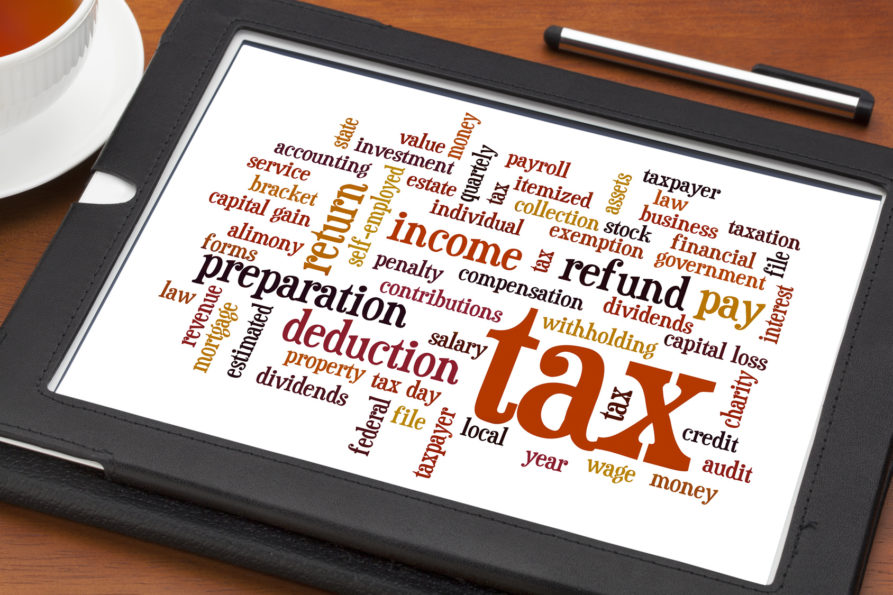 state
value
money
accounting
investment
service
bracket
capital gain
return
self-employed
estate
quartely
tax
payroll
itemized
individual
collection
assets
taxpayer
law
business
stock
exemption
financial
government
taxation
file
alimony
forms
income
tax
penalty
compensation
refund
pay
interest
preparation
contributions
dividends
law
revenue
mortgage
estimated
deduction
salary
tax
withholding
capital loss
property
tax day
dividends
federal
file
taxpayer
local
tax
charity
credit
year
wage
money
audit